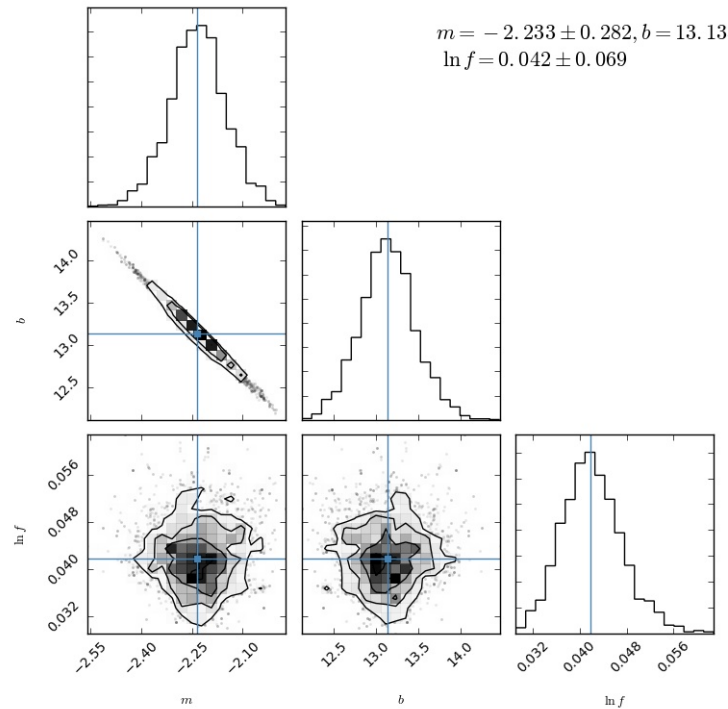 m = −2.233 ± 0.282, b = 13.13
ln f = 0.042 ± 0.069
14.0
13.5
13.0
12.5
b
0.056
0.048
0.040
0.032
ln f
−2.55 −2.40 −2.25 −2.10
12.5 13.0 13.5 14.0
0.032 0.040 0.048 0.056
m b ln f